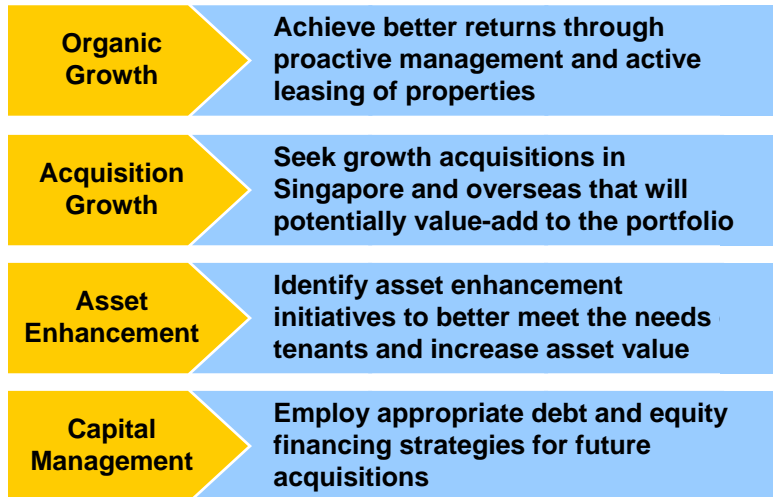 Organic
Growth
Achieve better returns through
proactive management and active
leasing of properties
Acquisition
Growth
Seek growth acquisitions in
Singapore and overseas that will
potentially value-add to the portfolio
Asset
Enhancement
Identify asset enhancement
initiatives to better meet the needs
tenants and increase asset value
Capital
Management
Employ appropriate debt and equity
financing strategies for future
acquisitions